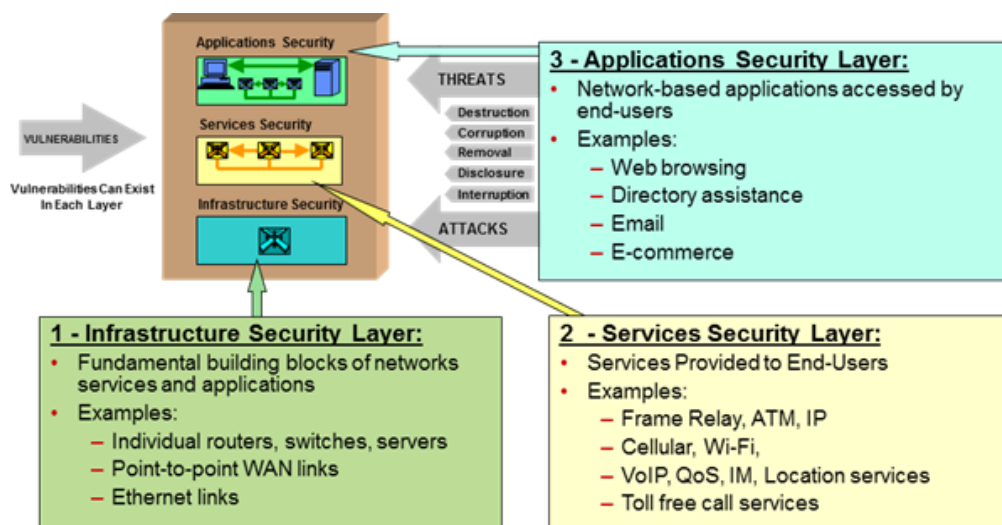 Applications Security
Services Security
Infrastructure Security
VULNERABILITIES
Vulnerabilities Can Exist
In Each Layer
THREATS
Destruction
Corruption
Removal
Disclosure
Interruption
ATTACKS
3 - Applications Security Layer:
• Network-based applications accessed by
end-users
• Examples:
– Web browsing
– Directory assistance
– Email
– E-commerce
1 - Infrastructure Security Layer:
• Fundamental building blocks of networks
services and applications
• Examples:
– Individual routers, switches, servers
– Point-to-point WAN links
– Ethernet links
2 - Services Security Layer:
• Services Provided to End-Users
• Examples:
– Frame Relay, ATM, IP
– Cellular, Wi-Fi,
– VoIP, QoS, IM, Location services
– Toll free call services